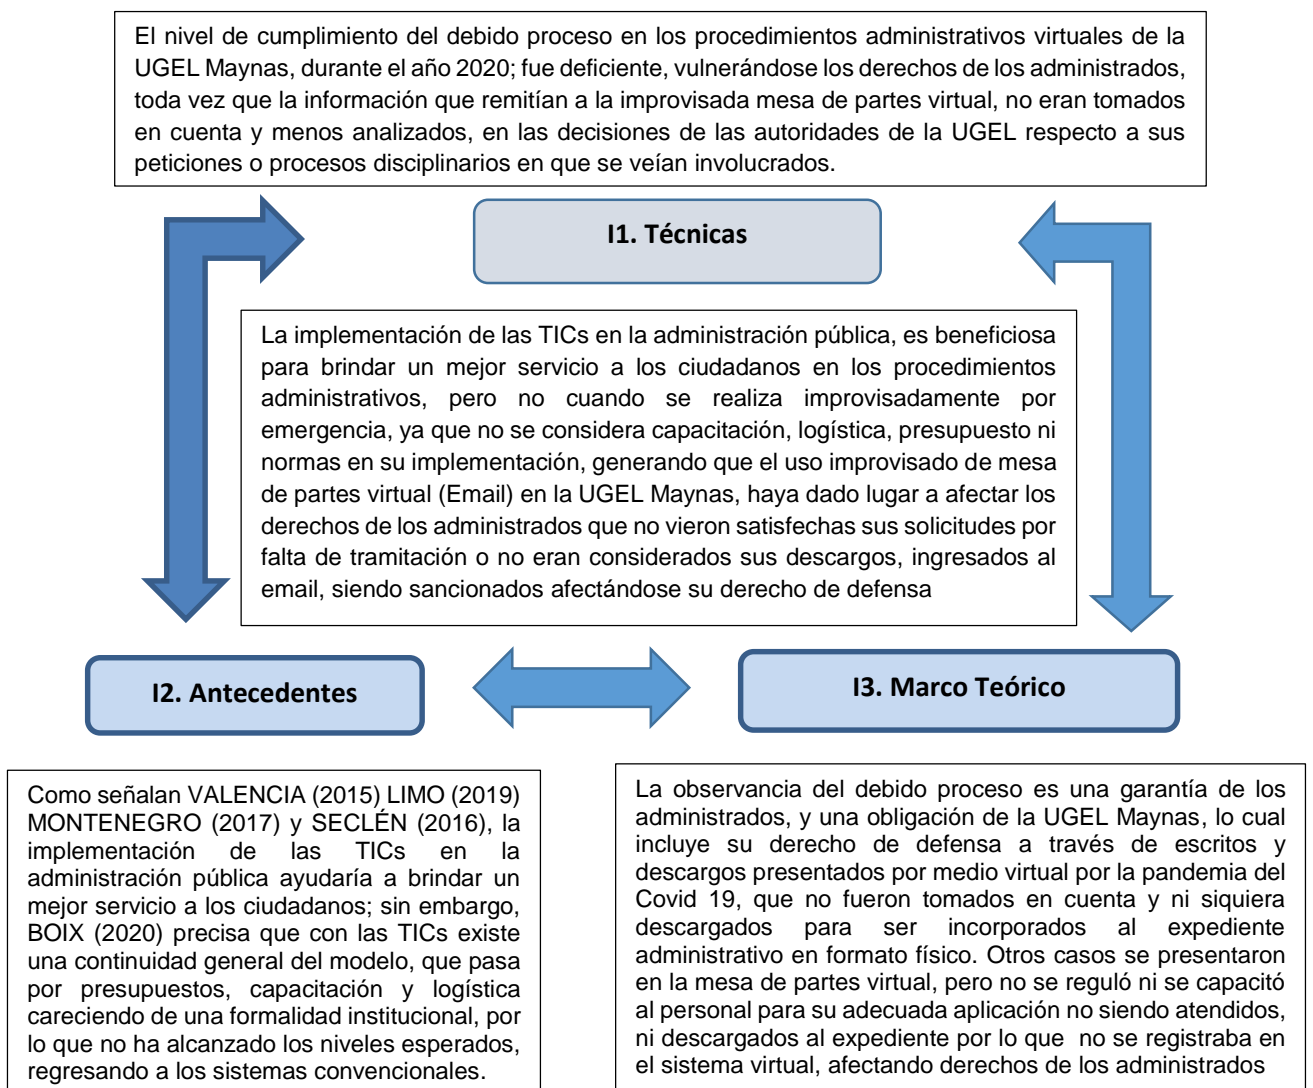 El nivel de cumplimiento del debido proceso en los procedimientos administrativos virtuales de la
UGEL Maynas, durante el año 2020; fue deficiente, vulnerándose los derechos de los administrados,
toda vez que la información que remitían a la improvisada mesa de partes virtual, no eran tomados
en cuenta y menos analizados, en las decisiones de las autoridades de la UGEL respecto a sus
peticiones o procesos disciplinarios en que se veían involucrados.
I1. Técnicas
La implementación de las TICs en la administración pública, es beneficiosa
para brindar un mejor servicio a los ciudadanos en los procedimientos
administrativos, pero no cuando se realiza improvisadamente por
emergencia, ya que no se considera capacitación, logística, presupuesto ni
normas en su implementación, generando que el uso improvisado de mesa
de partes virtual (Email) en la UGEL Maynas, haya dado lugar a afectar los
derechos de los administrados que no vieron satisfechas sus solicitudes por
falta de tramitación o no eran considerados sus descargos, ingresados al
email, siendo sancionados afectándose su derecho de defensa
I2. Antecedentes
I3. Marco Teórico
Como señalan VALENCIA (2015) LIMO (2019)
MONTENEGRO (2017) y SECLÉN (2016), la
implementación de las TICs en la
administración pública ayudaría a brindar un
mejor servicio a los ciudadanos; sin embargo,
BOIX (2020) precisa que con las TICs existe
una continuidad general del modelo, que pasa
por presupuestos, capacitación y logística
careciendo de una formalidad institucional, por
lo que no ha alcanzado los niveles esperados,
regresando a los sistemas convencionales.
La observancia del debido proceso es una garantía de los
administrados, y una obligación de la UGEL Maynas, lo cual
incluye su derecho de defensa a través de escritos y
descargos presentados por medio virtual por la pandemia del
Covid 19, que no fueron tomados en cuenta y ni siquiera
descargados para ser incorporados al expediente
administrativo en formato físico. Otros casos se presentaron
en la mesa de partes virtual, pero no se reguló ni se capacitó
al personal para su adecuada aplicación no siendo atendidos,
ni descargados al expediente por lo que no se registraba en
el sistema virtual, afectando derechos de los administrados